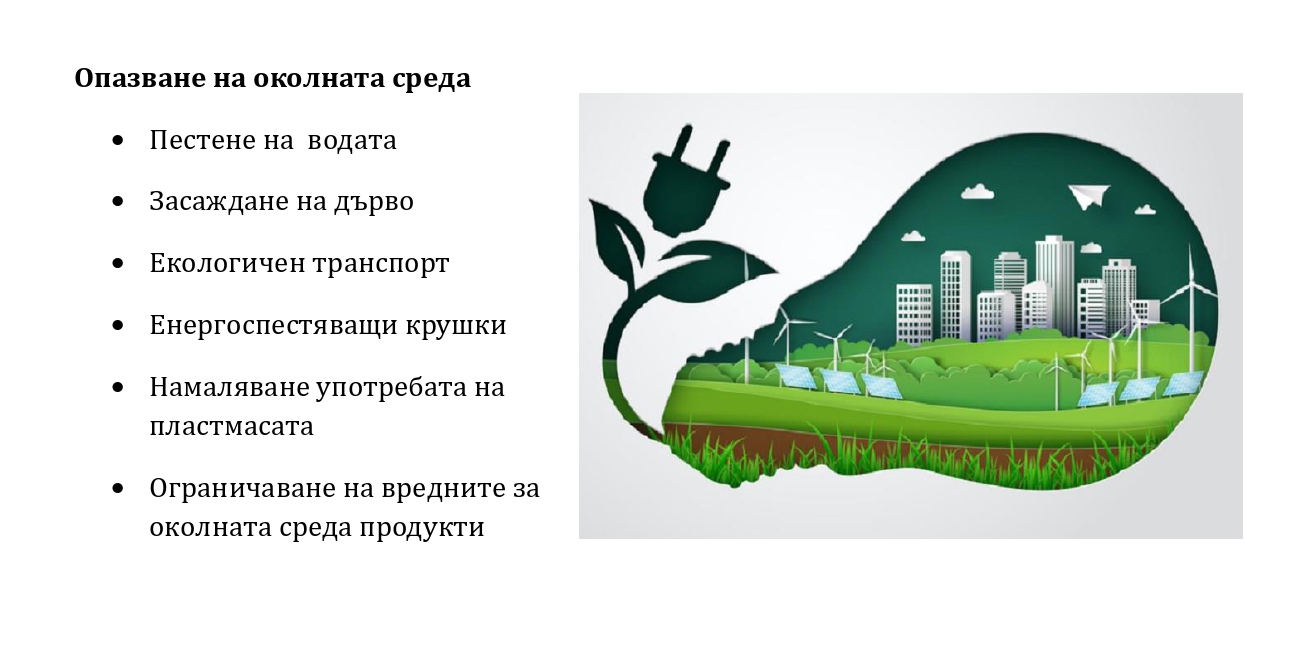 Опазване на околната среда
• Пестене на  водата
• Засаждане на дърво
• Екологичен транспорт
• Енергоспестяващи крушки
• Намаляване употребата на
пластмасата
• Ограничаване на вредните за
околната среда продукти